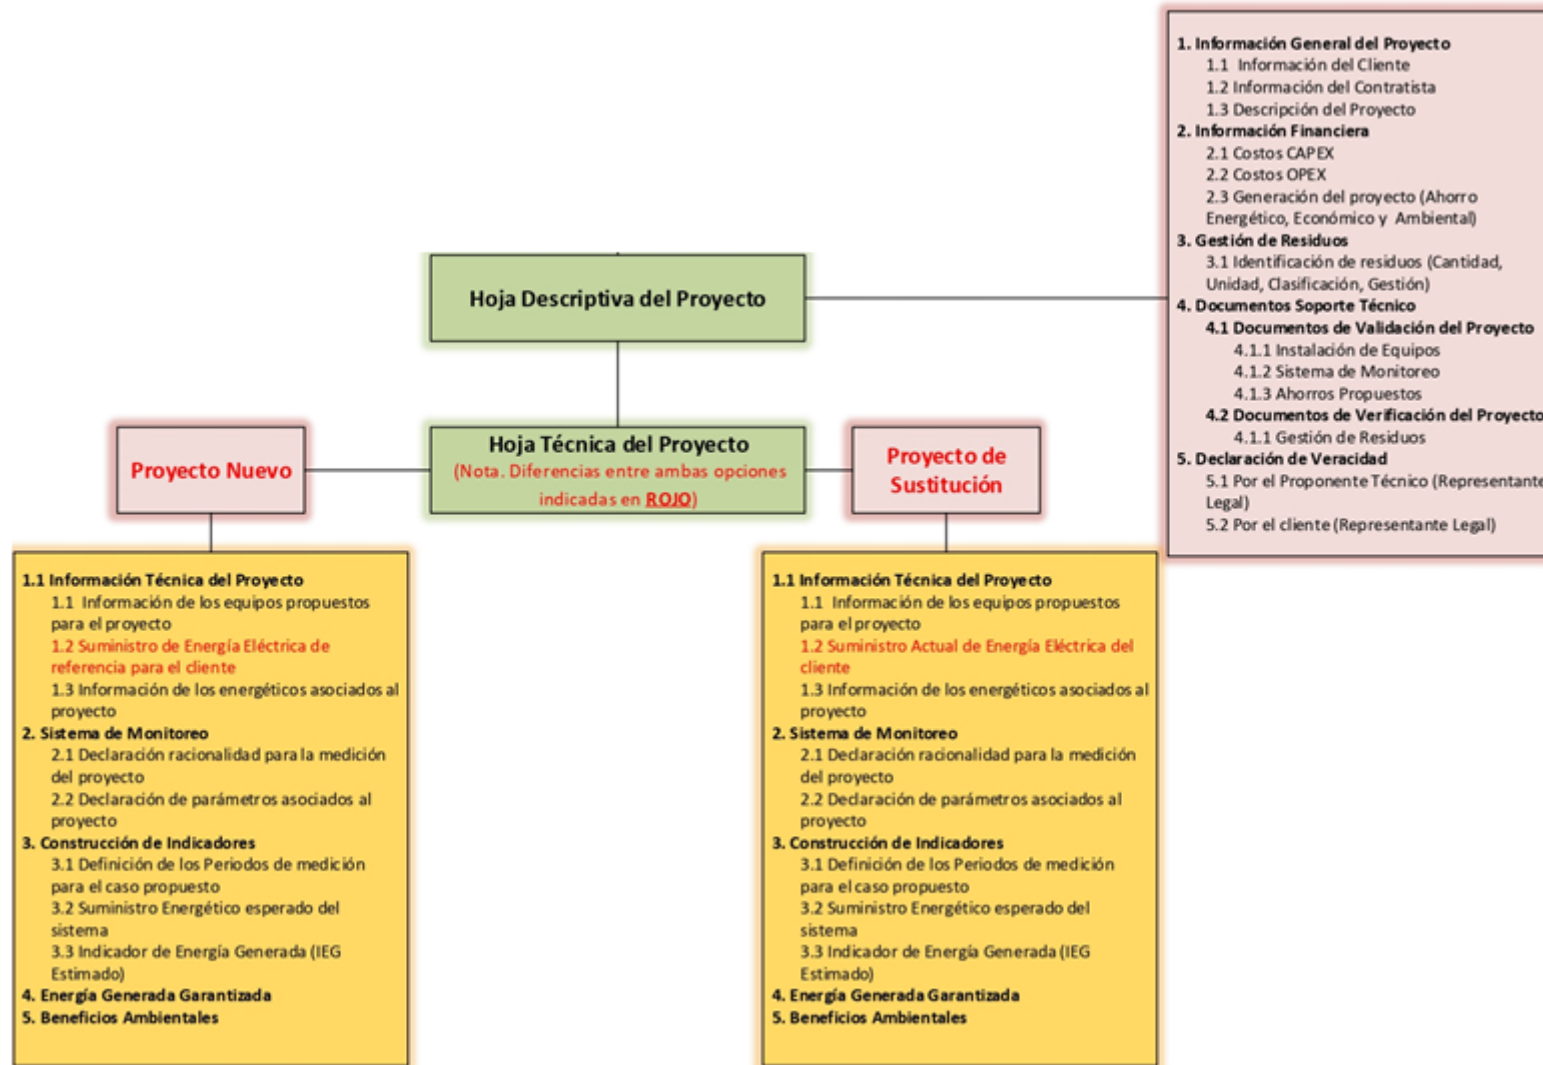 1. Información General del Proyecto
1.1 Información del Cliente
1.2 Información del Contratista
1.3 Descripción del Proyecto
2. Información Financiera
2.1 Costos CAPEX
2.2 Costos OPEX
2.3 Generación del proyecto (Ahorro
Energético, Económico y Ambiental)
3. Gestión de Residuos
3.1 Identificación de residuos (Cantidad,
Unidad, Clasificación, Gestión)
4. Documentos Soporte Técnico
4.1 Documentos de Validación del Proyecto
4.1.1 Instalación de Equipos
4.1.2 Sistema de Monitoreo
4.1.3 Ahorros Propuestos
4.2 Documentos de Verificación del Proyecto
4.1.1 Gestión de Residuos
5. Declaración de Veracidad
5.1 Por el Proponente Técnico (Representante
Legal)
5.2 Por el cliente (Representante Legal)
Hoja Descriptiva del Proyecto
Proyecto Nuevo
Hoja Técnica del Proyecto
(Nota. Diferencias entre ambas opciones
indicadas en ROJO)
Proyecto de
Sustitución
1.1 Información Técnica del Proyecto
1.1 Información de los equipos propuestos
para el proyecto
1.2 Suministro de Energía Eléctrica de
referencia para el cliente
1.3 Información de los energéticos asociados al
proyecto
2. Sistema de Monitoreo
2.1 Declaración racionalidad para la medición
del proyecto
2.2 Declaración de parámetros asociados al
proyecto
3. Construcción de Indicadores
3.1 Definición de los Periodos de medición
para el caso propuesto
3.2 Suministro Energético esperado del
sistema
3.3 Indicador de Energía Generada (IEG
Estimado)
4. Energía Generada Garantizada
5. Beneficios Ambientales
1.1 Información Técnica del Proyecto
1.1 Información de los equipos propuestos
para el proyecto
1.2 Suministro Actual de Energía Eléctrica del
cliente
1.3 Información de los energéticos asociados al
proyecto
2. Sistema de Monitoreo
2.1 Declaración racionalidad para la medición
del proyecto
2.2 Declaración de parámetros asociados al
proyecto
3. Construcción de Indicadores
3.1 Definición de los Periodos de medición
para el caso propuesto
3.2 Suministro Energético esperado del
sistema
3.3 Indicador de Energía Generada (IEG
Estimado)
4. Energía Generada Garantizada
5. Beneficios Ambientales